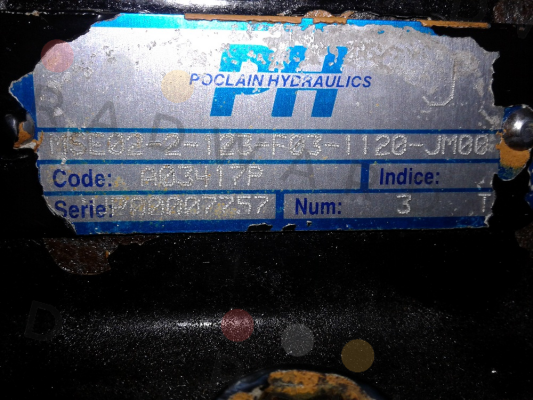 PH
POCLAIN HYDRAULICS
MSE02-2-123-F03-1120-JM00
Code: A03417P
Indice:
Serie:
Num: 3